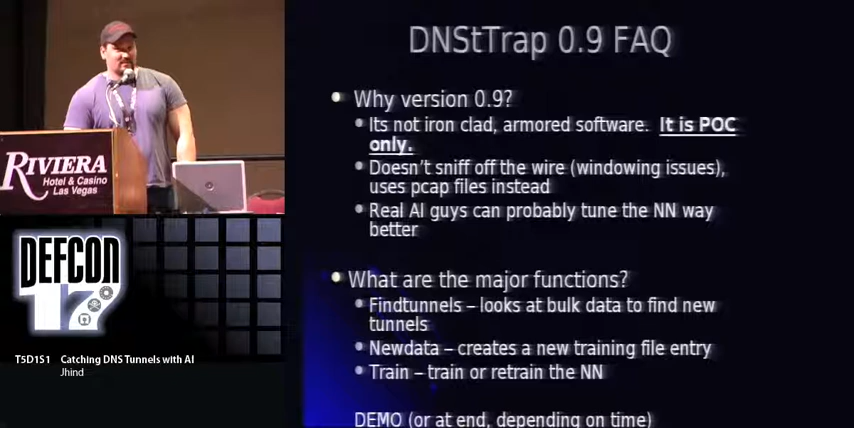 DNStTrap 0.9 FAQ
Why version 0.9?
Its not iron clad, armored software. It is POC
only.
Doesn't sniff off the wire (windowing issues),
uses pcap files instead
Real AI guys can probably tune the NN way
better
What are the major functions?
Findtunnels – looks at bulk data to find new
tunnels
Newdata – creates a new training file entry
Train – train or retrain the NN
DEMO (or at end, depending on time)
RIVIERA
Hotel & Casino
Las Vegas
DEFCON
17
T5D1S1 Catching DNS Tunnels with AI
Jhind